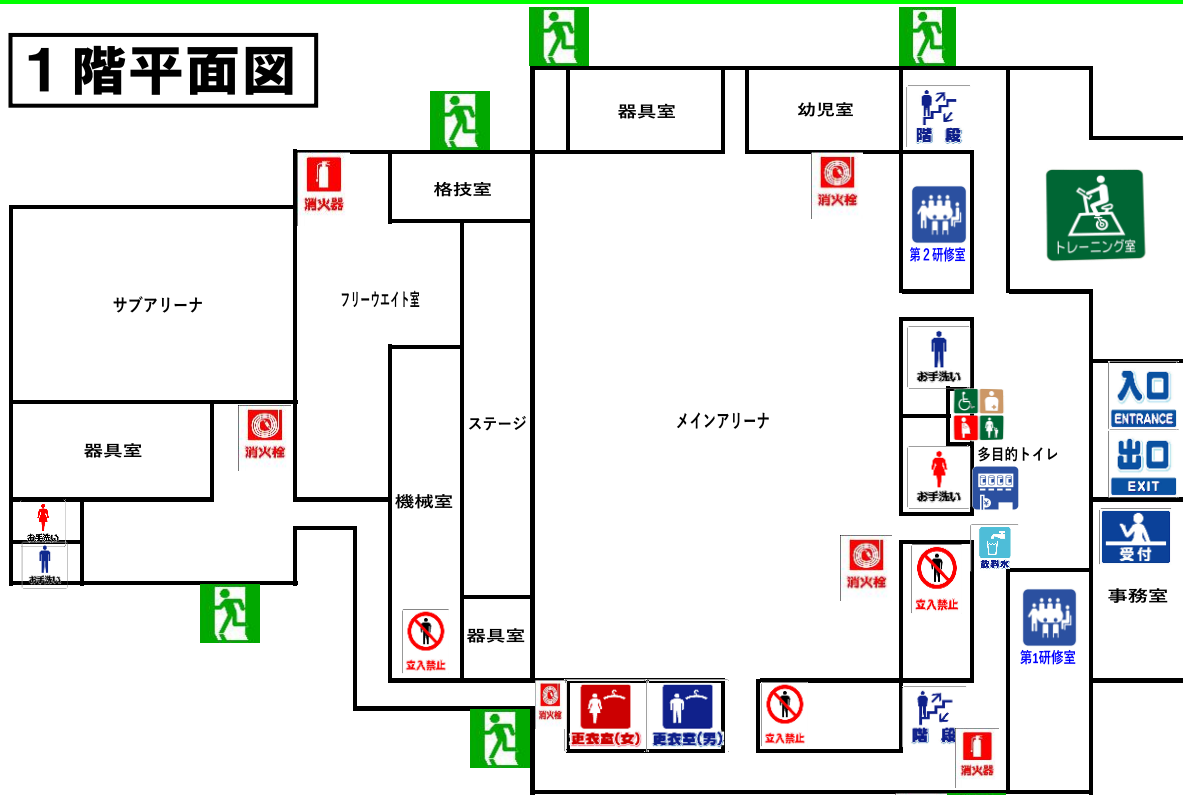 1階平面図
器具室
幼児室
階 段
消火器
格技室
消火栓
第2研修室
トレーニング室
サブアリーナ
フリーウエイト室
お手洗い
入口
ENTRANCE
出口
EXIT
ステージ
メインアリーナ
器具室
消火栓
多目的トイレ
お手洗い
機械室
お手洗い
お手洗い
消火栓
飲料水
受付
立入禁止
事務室
器具室
立入禁止
第1研修室
消火栓
更衣室(女)
更衣室(男)
立入禁止
階 段
消火器